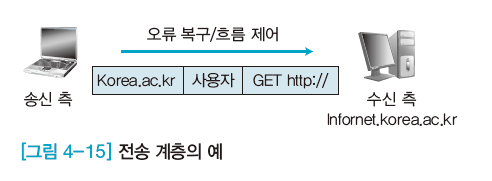 오류 복구/흐름 제어
Korea.ac.kr 사용자 GET http://
송신 측
수신 측
Infornet.korea.ac.kr
[그림 4-15] 전송 계층의 예